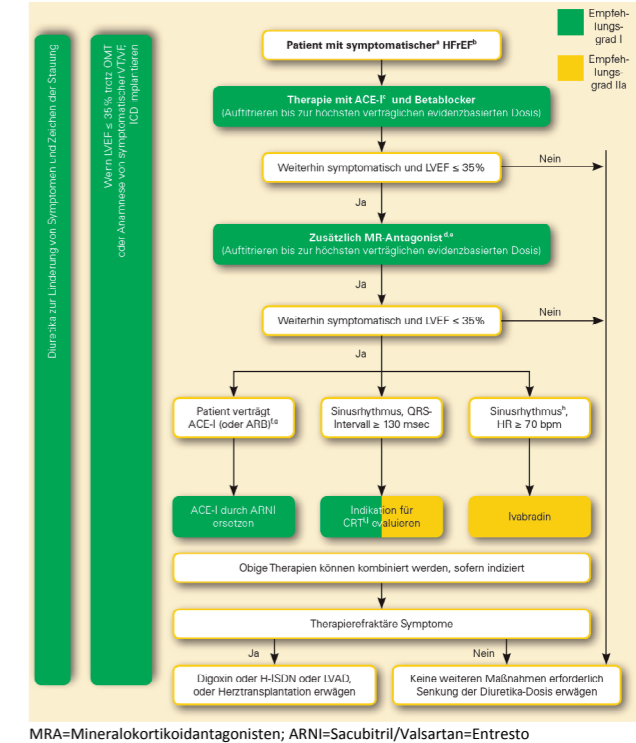 Empfeh-
lungs-
grad I
Empfeh-
lungs-
grad IIa
Diuretika zur Linderung von Symptomen und Zeichen der Stauung
Wenn LVEF ≤ 35% trotz OMT
oder Anamnese von symptomatischer VT/VF,
ICD implantieren
Patient mit symptomatischerᵃ HFrEFᵇ
Therapie mit ACE-Iᶜ und Betablocker
(Auftitrieren bis zur höchsten verträglichen evidenzbasierten Dosis)
Weiterhin symptomatisch und LVEF ≤ 35%
Nein
Ja
Zusätzlich MR-Antagonistᵈ,ᵉ
(Auftitrieren bis zur höchsten verträglichen evidenzbasierten Dosis)
Ja
Weiterhin symptomatisch und LVEF ≤ 35%
Nein
Ja
Patient verträgt
ACE-I (oder ARB)ᶠ,ᵍ
Sinusrhythmus, QRS-
Intervall ≥ 130 msec
Sinusrhythmusʰ,
HR ≥ 70 bpm
ACE-I durch ARNI
ersetzen
Indikation für
CRTⁱ,ʲ evaluieren
Ivabradin
Obige Therapien können kombiniert werden, sofern indiziert
Therapierefraktäre Symptome
Ja
Nein
Digoxin oder H-ISDN oder LVAD,
oder Herztransplantation erwägen
Keine weiteren Maßnahmen erforderlich
Senkung der Diuretika-Dosis erwägen
MRA=Mineralokortikoidantagonisten; ARNI=Sacubitril/Valsartan=Entresto